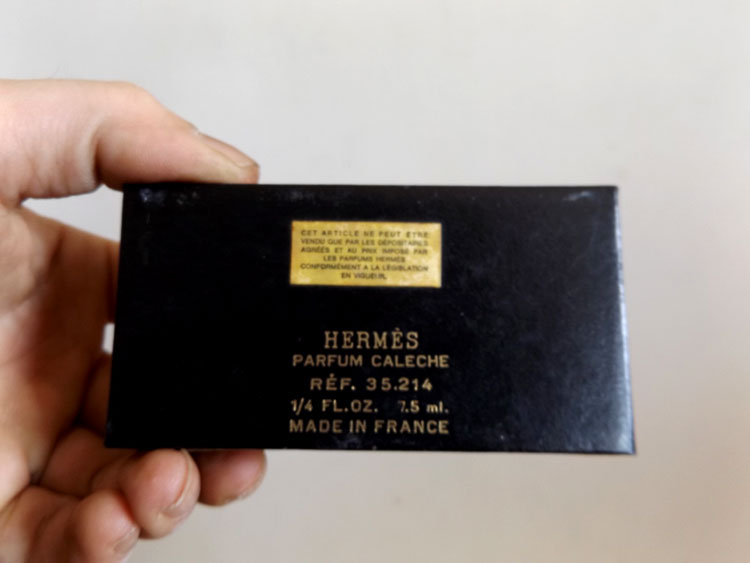 CET ARTICLE NE PEUT ÊTRE
VENDU QUE PAR LES DÉPOSITAIRES
AGRÉÉS ET AU PRIX IMPOSÉ PAR
LES PARFUMS HERMÈS
CONFORMÉMENT A LA LÉGISLATION
EN VIGUEUR.
HERMÈS
PARFUM CALECHE
RÉF. 35.214
1/4 FL.OZ. 7.5 ml.
MADE IN FRANCE